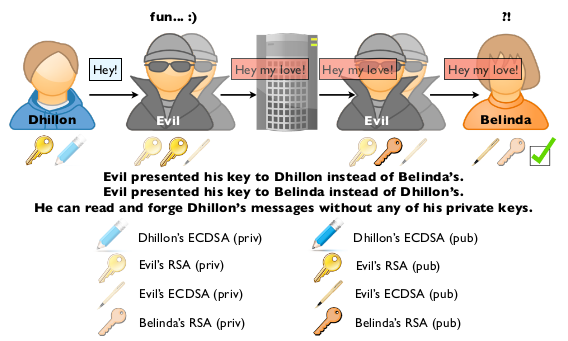 fun... :)
?!
Hey!
Hey my love!
Hey my love!
Hey my love!
Dhillon
Evil
Evil
Belinda
Evil presented his key to Dhillon instead of Belinda's.
Evil presented his key to Belinda instead of Dhillon's.
He can read and forge Dhillon's messages without any of his private keys.
Dhillon's ECDSA (priv)
Dhillon's ECDSA (pub)
Evil's RSA (priv)
Evil's RSA (pub)
Evil's ECDSA (priv)
Evil's ECDSA (pub)
Belinda's RSA (priv)
Belinda's RSA (pub)